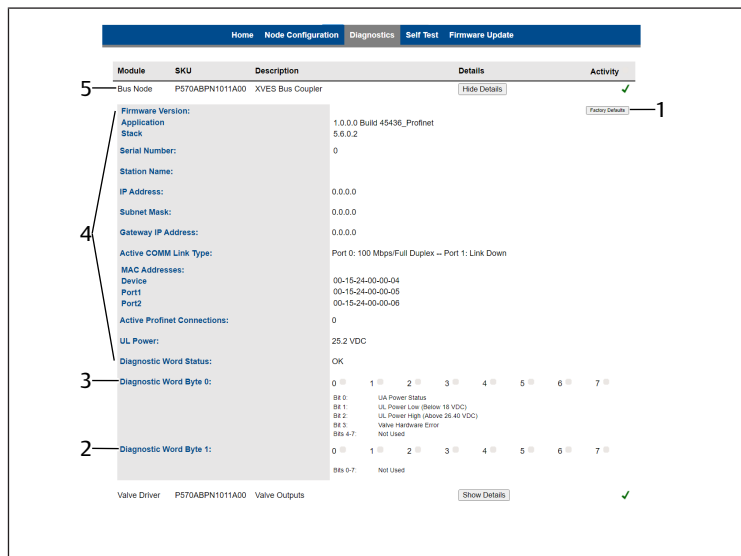 Home Node Configuration Diagnostics Self Test Firmware Update
Module SKU Description Details Activity
5 Bus Node P570ABPN1011A00 XVES Bus Coupler Hide Details
Firmware Version: Factory Defaults 1
Application 1.0.0.0 Build 45436_Profinet
Stack 5.6.0.2
Serial Number: 0
Station Name:
IP Address: 0.0.0.0
Subnet Mask: 0.0.0.0
4 Gateway IP Address: 0.0.0.0
Active COMM Link Type: Port 0: 100 Mbps/Full Duplex -- Port 1: Link Down
MAC Addresses:
Device 00-15-24-00-00-04
Port1 00-15-24-00-00-05
Port2 00-15-24-00-00-06
Active Profinet Connections: 0
UL Power: 25.2 VDC
Diagnostic Word Status: OK
3 Diagnostic Word Byte 0: 0 1 2 3 4 5 6 7
Bit 0: UA Power Status
Bit 1: UL Power Low (Below 18 VDC)
Bit 2: UL Power High (Above 26.40 VDC)
Bit 3: Valve Hardware Error
Bits 4-7: Not Used
2 Diagnostic Word Byte 1: 0 1 2 3 4 5 6 7
Bits 0-7: Not Used
Valve Driver P570ABPN1011A00 Valve Outputs Show Details